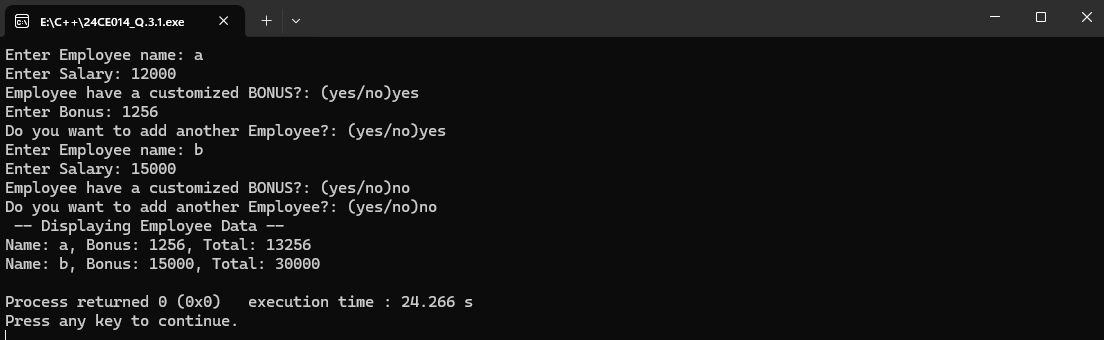 E:\C++\24CE014_Q.3.1.exe
Enter Employee name: a
Enter Salary: 12000
Employee have a customized BONUS?: (yes/no)yes
Enter Bonus: 1256
Do you want to add another Employee?: (yes/no)yes
Enter Employee name: b
Enter Salary: 15000
Employee have a customized BONUS?: (yes/no)no
Do you want to add another Employee?: (yes/no)no
 -- Displaying Employee Data --
Name: a, Bonus: 1256, Total: 13256
Name: b, Bonus: 15000, Total: 30000

Process returned 0 (0x0)   execution time : 24.266 s
Press any key to continue.